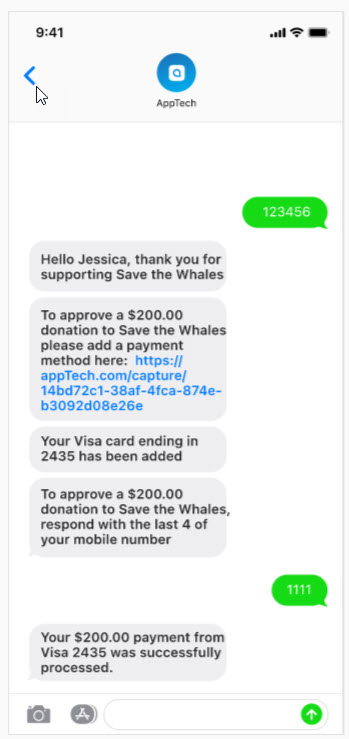 9:41
AppTech
123456
Hello Jessica, thank you for
supporting Save the Whales
To approve a $200.00
donation to Save the Whales
please add a payment
method here: https://
appTech.com/capture/
14bd72c1-38af-4fca-874e-
b3092d08e26e
Your Visa card ending in
2435 has been added
To approve a $200.00
donation to Save the Whales,
respond with the last 4 of
your mobile number
1111
Your $200.00 payment from
Visa 2435 was successfully
processed.